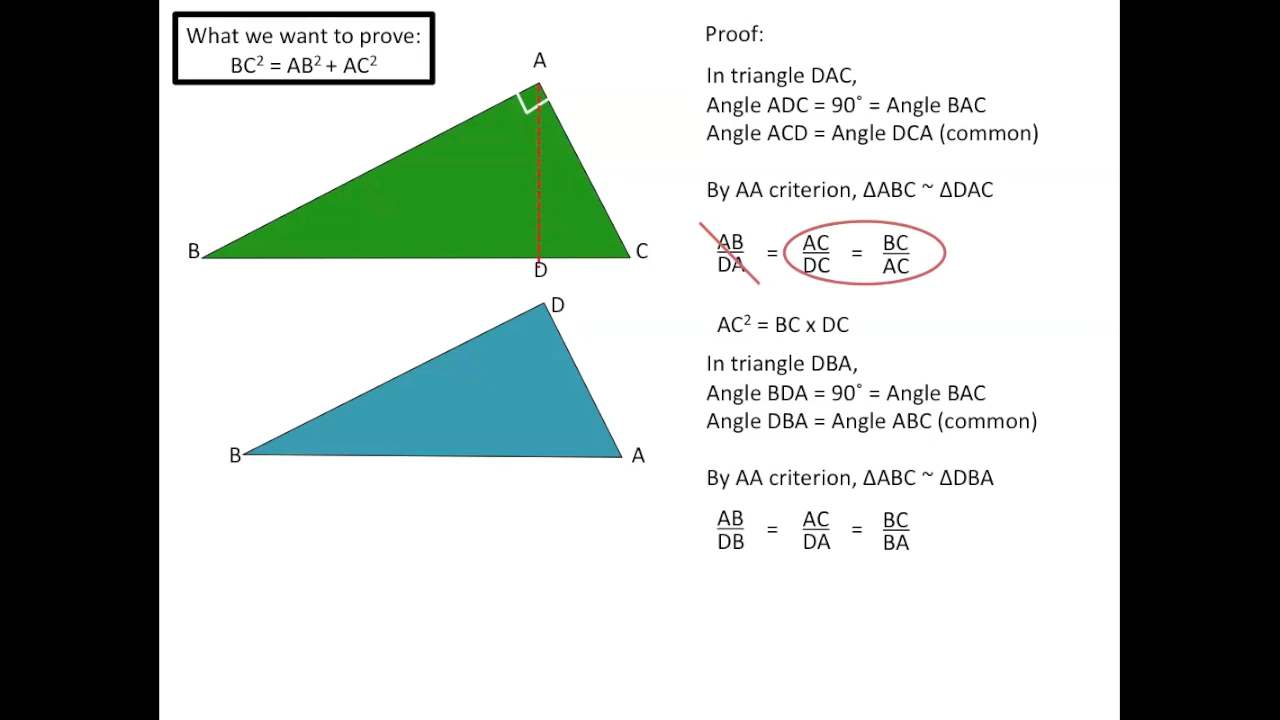 What we want to prove:
BC² = AB² + AC²
A
B
C
D
D
B
A
Proof:
In triangle DAC,
Angle ADC = 90˚ = Angle BAC
Angle ACD = Angle DCA (common)
By AA criterion, ΔABC ~ ΔDAC
AB/DA = AC/DC = BC/AC
AC² = BC x DC
In triangle DBA,
Angle BDA = 90˚ = Angle BAC
Angle DBA = Angle ABC (common)
By AA criterion, ΔABC ~ ΔDBA
AB/DB = AC/DA = BC/BA